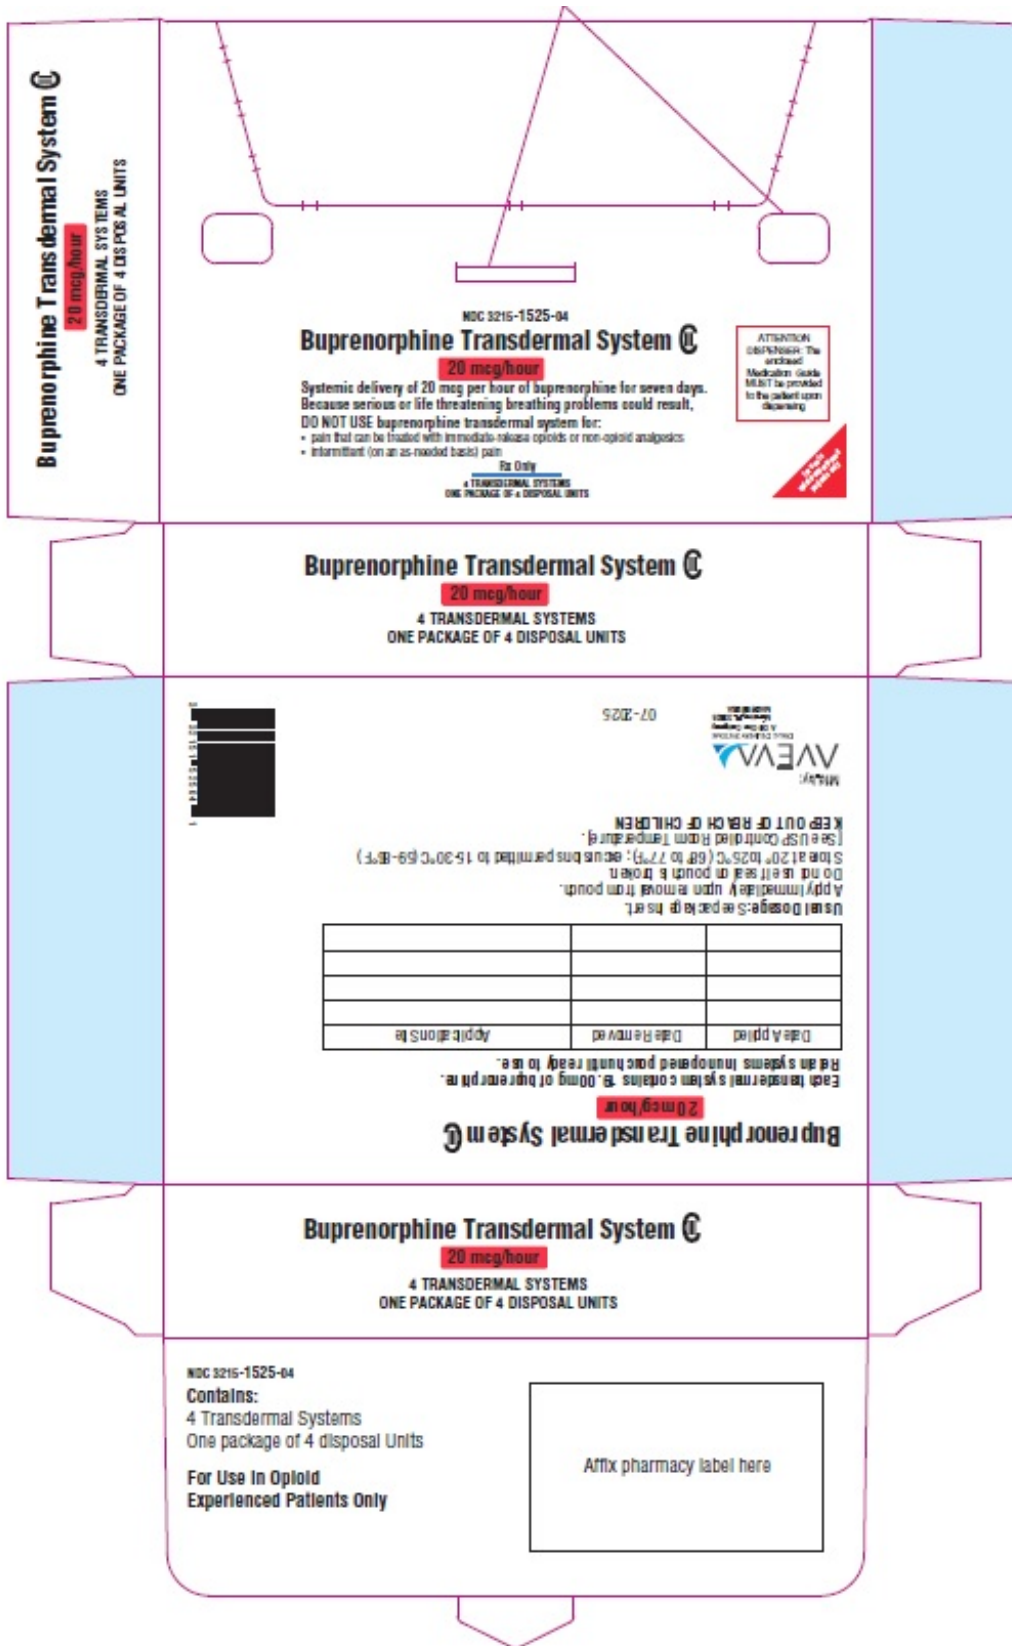 Buprenorphine Transdermal System CIII
20 mcg/hour
4 TRANSDERMAL SYSTEMS
ONE PACKAGE OF 4 DISPOSAL UNITS
NDC 3215-1525-04
Buprenorphine Transdermal System CIII
20 mcg/hour
Systemic delivery of 20 mcg per hour of buprenorphine for seven days.
Because serious or life threatening breathing problems could result,
DO NOT USE buprenorphine transdermal system for:
• pain that can be treated with immediate-release opioids or non-opioid analgesics
• intermittent (on an as-needed basis) pain
Rx Only
4 TRANSDERMAL SYSTEMS
ONE PACKAGE OF 4 DISPOSAL UNITS
ATTENTION
DISPENSER: The
enclosed
Medication Guide
MUST be provided
to the patient upon
dispensing
Buprenorphine Transdermal System CIII
20 mcg/hour
4 TRANSDERMAL SYSTEMS
ONE PACKAGE OF 4 DISPOSAL UNITS
Buprenorphine Transdermal System CIII
20 mcg/hour
Each transdermal system contains 19.00mg of buprenorphine.
Retain systems in unopened pouch until ready to use.
Date Applied Date Removed Application Site
Usual Dosage: See package insert.
Apply immediately upon removal from pouch.
Do not use if seal on pouch is broken.
Store at 20° to 25°C (68° to 77°F); excursions permitted to 15-30°C (59-86°F)
[See USP Controlled Room Temperature].
KEEP OUT OF REACH OF CHILDREN
Mfd. by:
AVEVA
07-2025
Buprenorphine Transdermal System CIII
20 mcg/hour
4 TRANSDERMAL SYSTEMS
ONE PACKAGE OF 4 DISPOSAL UNITS
NDC 3215-1525-04
Contains:
4 Transdermal Systems
One package of 4 disposal Units
For Use in Opioid
Experienced Patients Only
Affix pharmacy label here